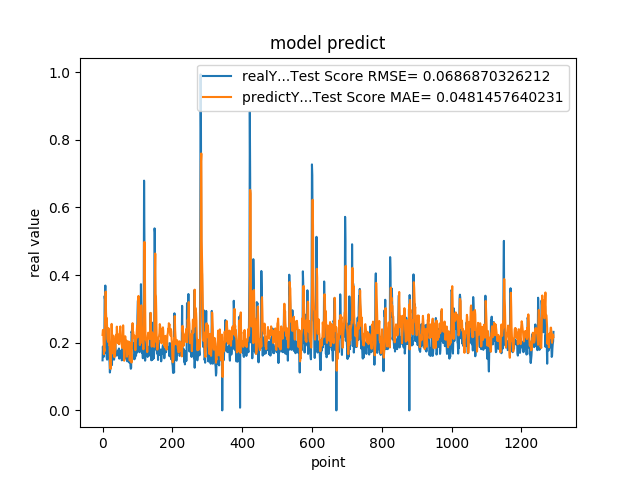 model predict
realY...Test Score RMSE= 0.0686870326212
predictY...Test Score MAE= 0.0481457640231
1.0
0.8
0.6
0.4
0.2
0.0
real value
0 200 400 600 800 1000 1200
point